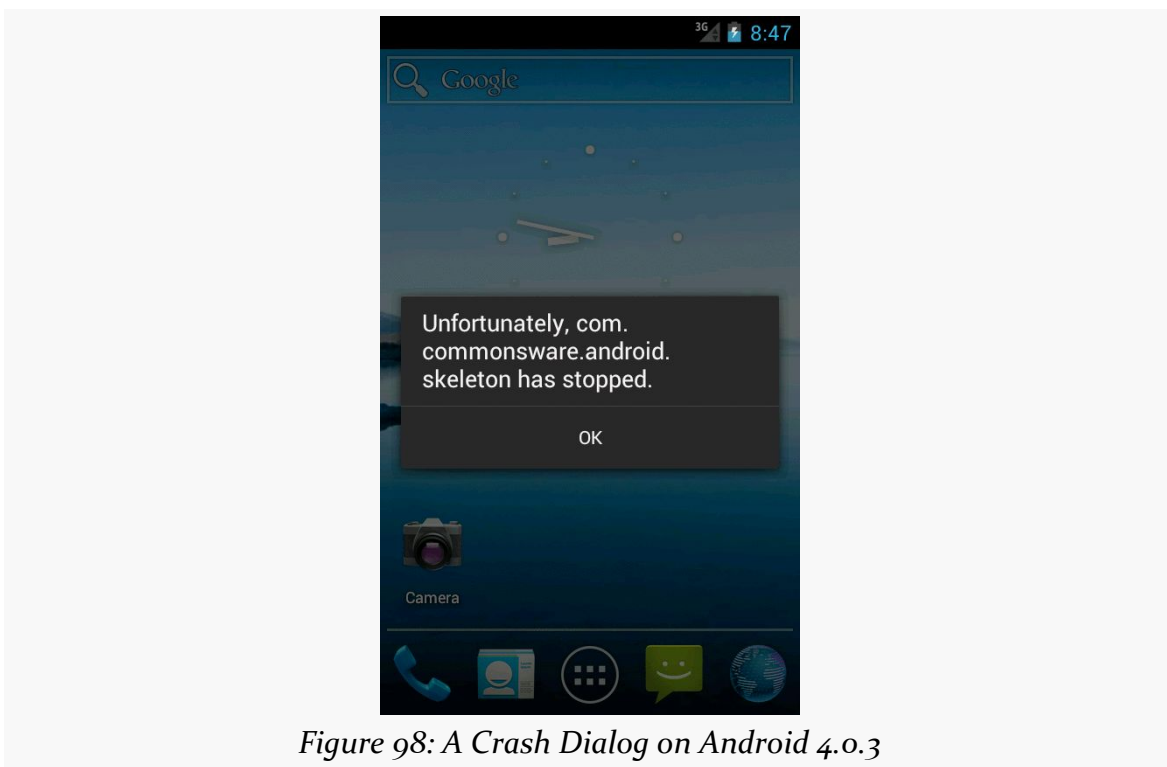 3G 8:47
Google
Unfortunately, com.
commonsware.android.
skeleton has stopped.
OK
Camera
Figure 98: A Crash Dialog on Android 4.0.3